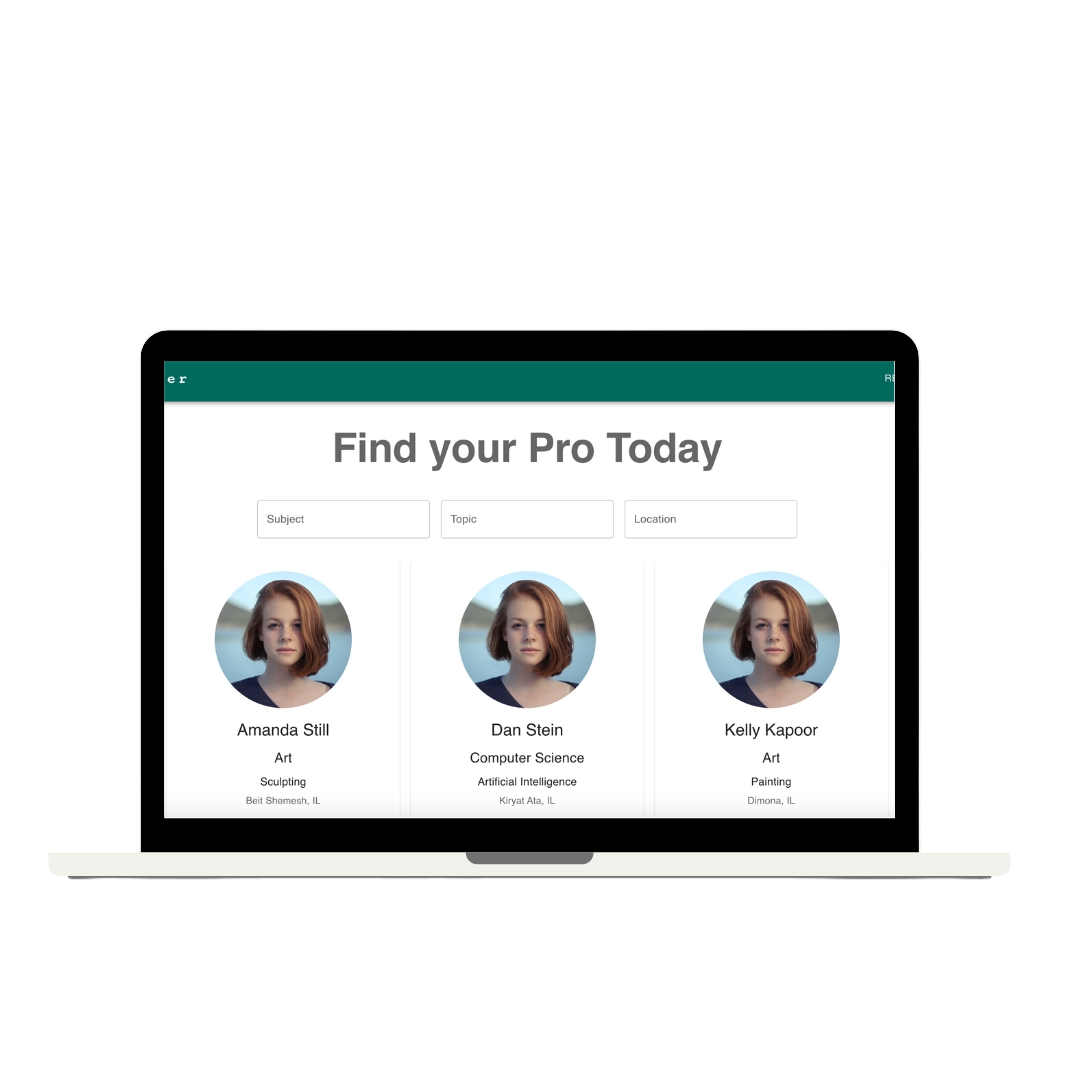 er
RE
Find your Pro Today
Subject Topic Location
Amanda Still Dan Stein Kelly Kapoor
Art Computer Science Art
Sculpting Artificial Intelligence Painting
Beit Shemesh, IL Kiryat Ata, IL Dimona, IL